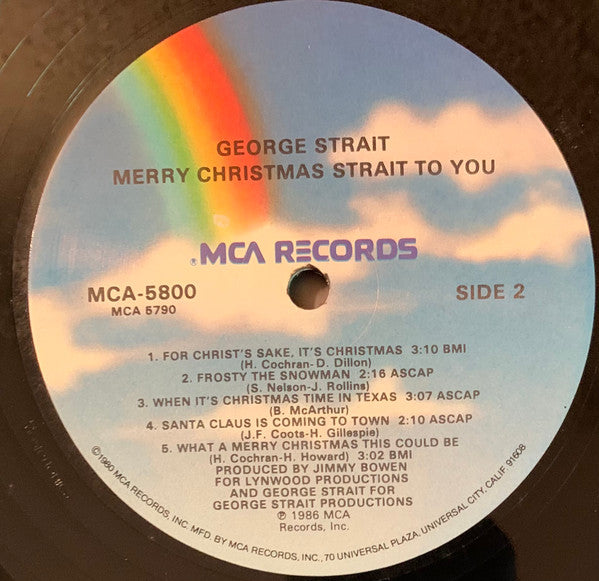 GEORGE STRAIT
MERRY CHRISTMAS STRAIT TO YOU
®MCA RECORDS
MCA-5800
MCA 5790
SIDE 2
1. FOR CHRIST'S SAKE, IT'S CHRISTMAS 3:10 BMI
(H. Cochran-D. Dillon)
2. FROSTY THE SNOWMAN 2:16 ASCAP
(S. Nelson-J. Rollins)
3. WHEN IT'S CHRISTMAS TIME IN TEXAS 3:07 ASCAP
(B. McArthur)
4. SANTA CLAUS IS COMING TO TOWN 2:10 ASCAP
(J.F. Coots-H. Gillespie)
5. WHAT A MERRY CHRISTMAS THIS COULD BE
(H. Cochran-H. Howard) 3:02 BMI
PRODUCED BY JIMMY BOWEN
FOR LYNWOOD PRODUCTIONS
AND GEORGE STRAIT FOR
GEORGE STRAIT PRODUCTIONS
℗ 1986 MCA
Records, Inc.
©1980 MCA RECORDS, INC. MFD. BY MCA RECORDS, INC., 70 UNIVERSAL PLAZA, UNIVERSAL CITY, CALIF. 91608